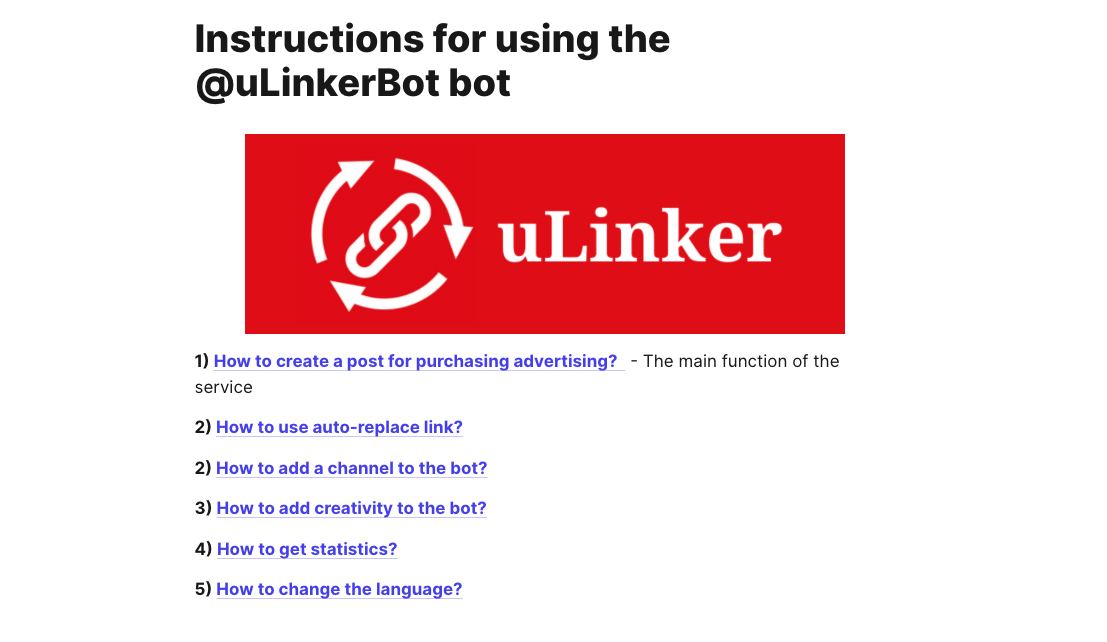 Instructions for using the
@uLinkerBot bot
uLinker
1) How to create a post for purchasing advertising? - The main function of the
service
2) How to use auto-replace link?
2) How to add a channel to the bot?
3) How to add creativity to the bot?
4) How to get statistics?
5) How to change the language?